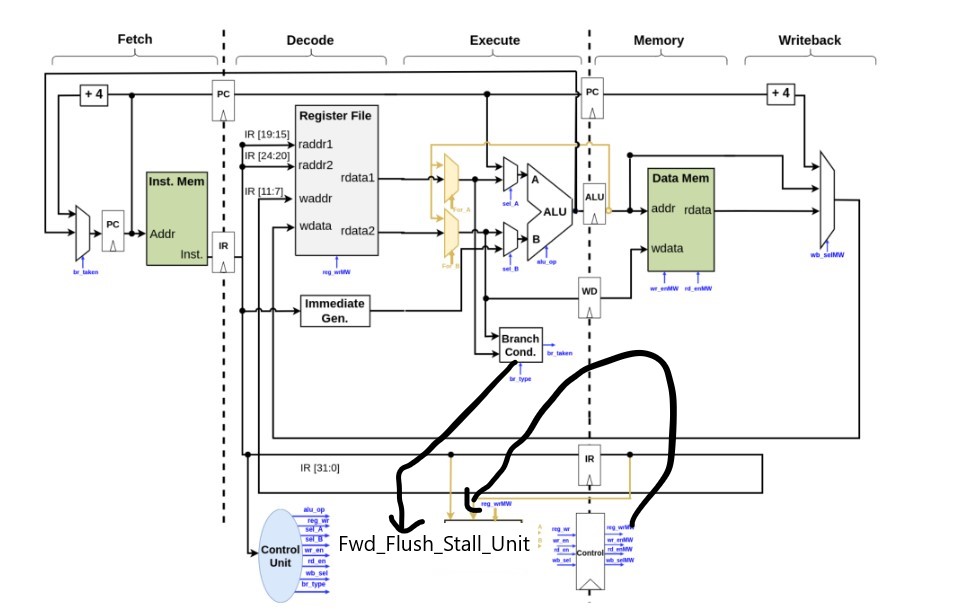 Fetch
Decode
Execute
Memory
Writeback
+ 4
PC
PC
+ 4
Register File
IR [19:15]
raddr1
IR [24:20]
raddr2
IR [11:7]
waddr
rdata1
wdata
rdata2
reg_wrMW
Inst. Mem
Addr
Inst.
PC
IR
br_taken
For_A
For_B
sel_A
sel_B
A
B
ALU
alu_op
ALU
Data Mem
addr
rdata
wdata
wr_enMW
rd_enMW
wb_selMW
Immediate
Gen.
WD
Branch
Cond.
br_taken
br_type
IR [31:0]
IR
reg_wrMW
Control
Unit
alu_op
reg_wr
sel_A
sel_B
wr_en
rd_en
wb_sel
br_type
Fwd_Flush_Stall_Unit
reg_wr
wr_en
rd_en
wb_sel
Control
reg_wrMW
wr_enMW
rd_enMW
wb_selMW